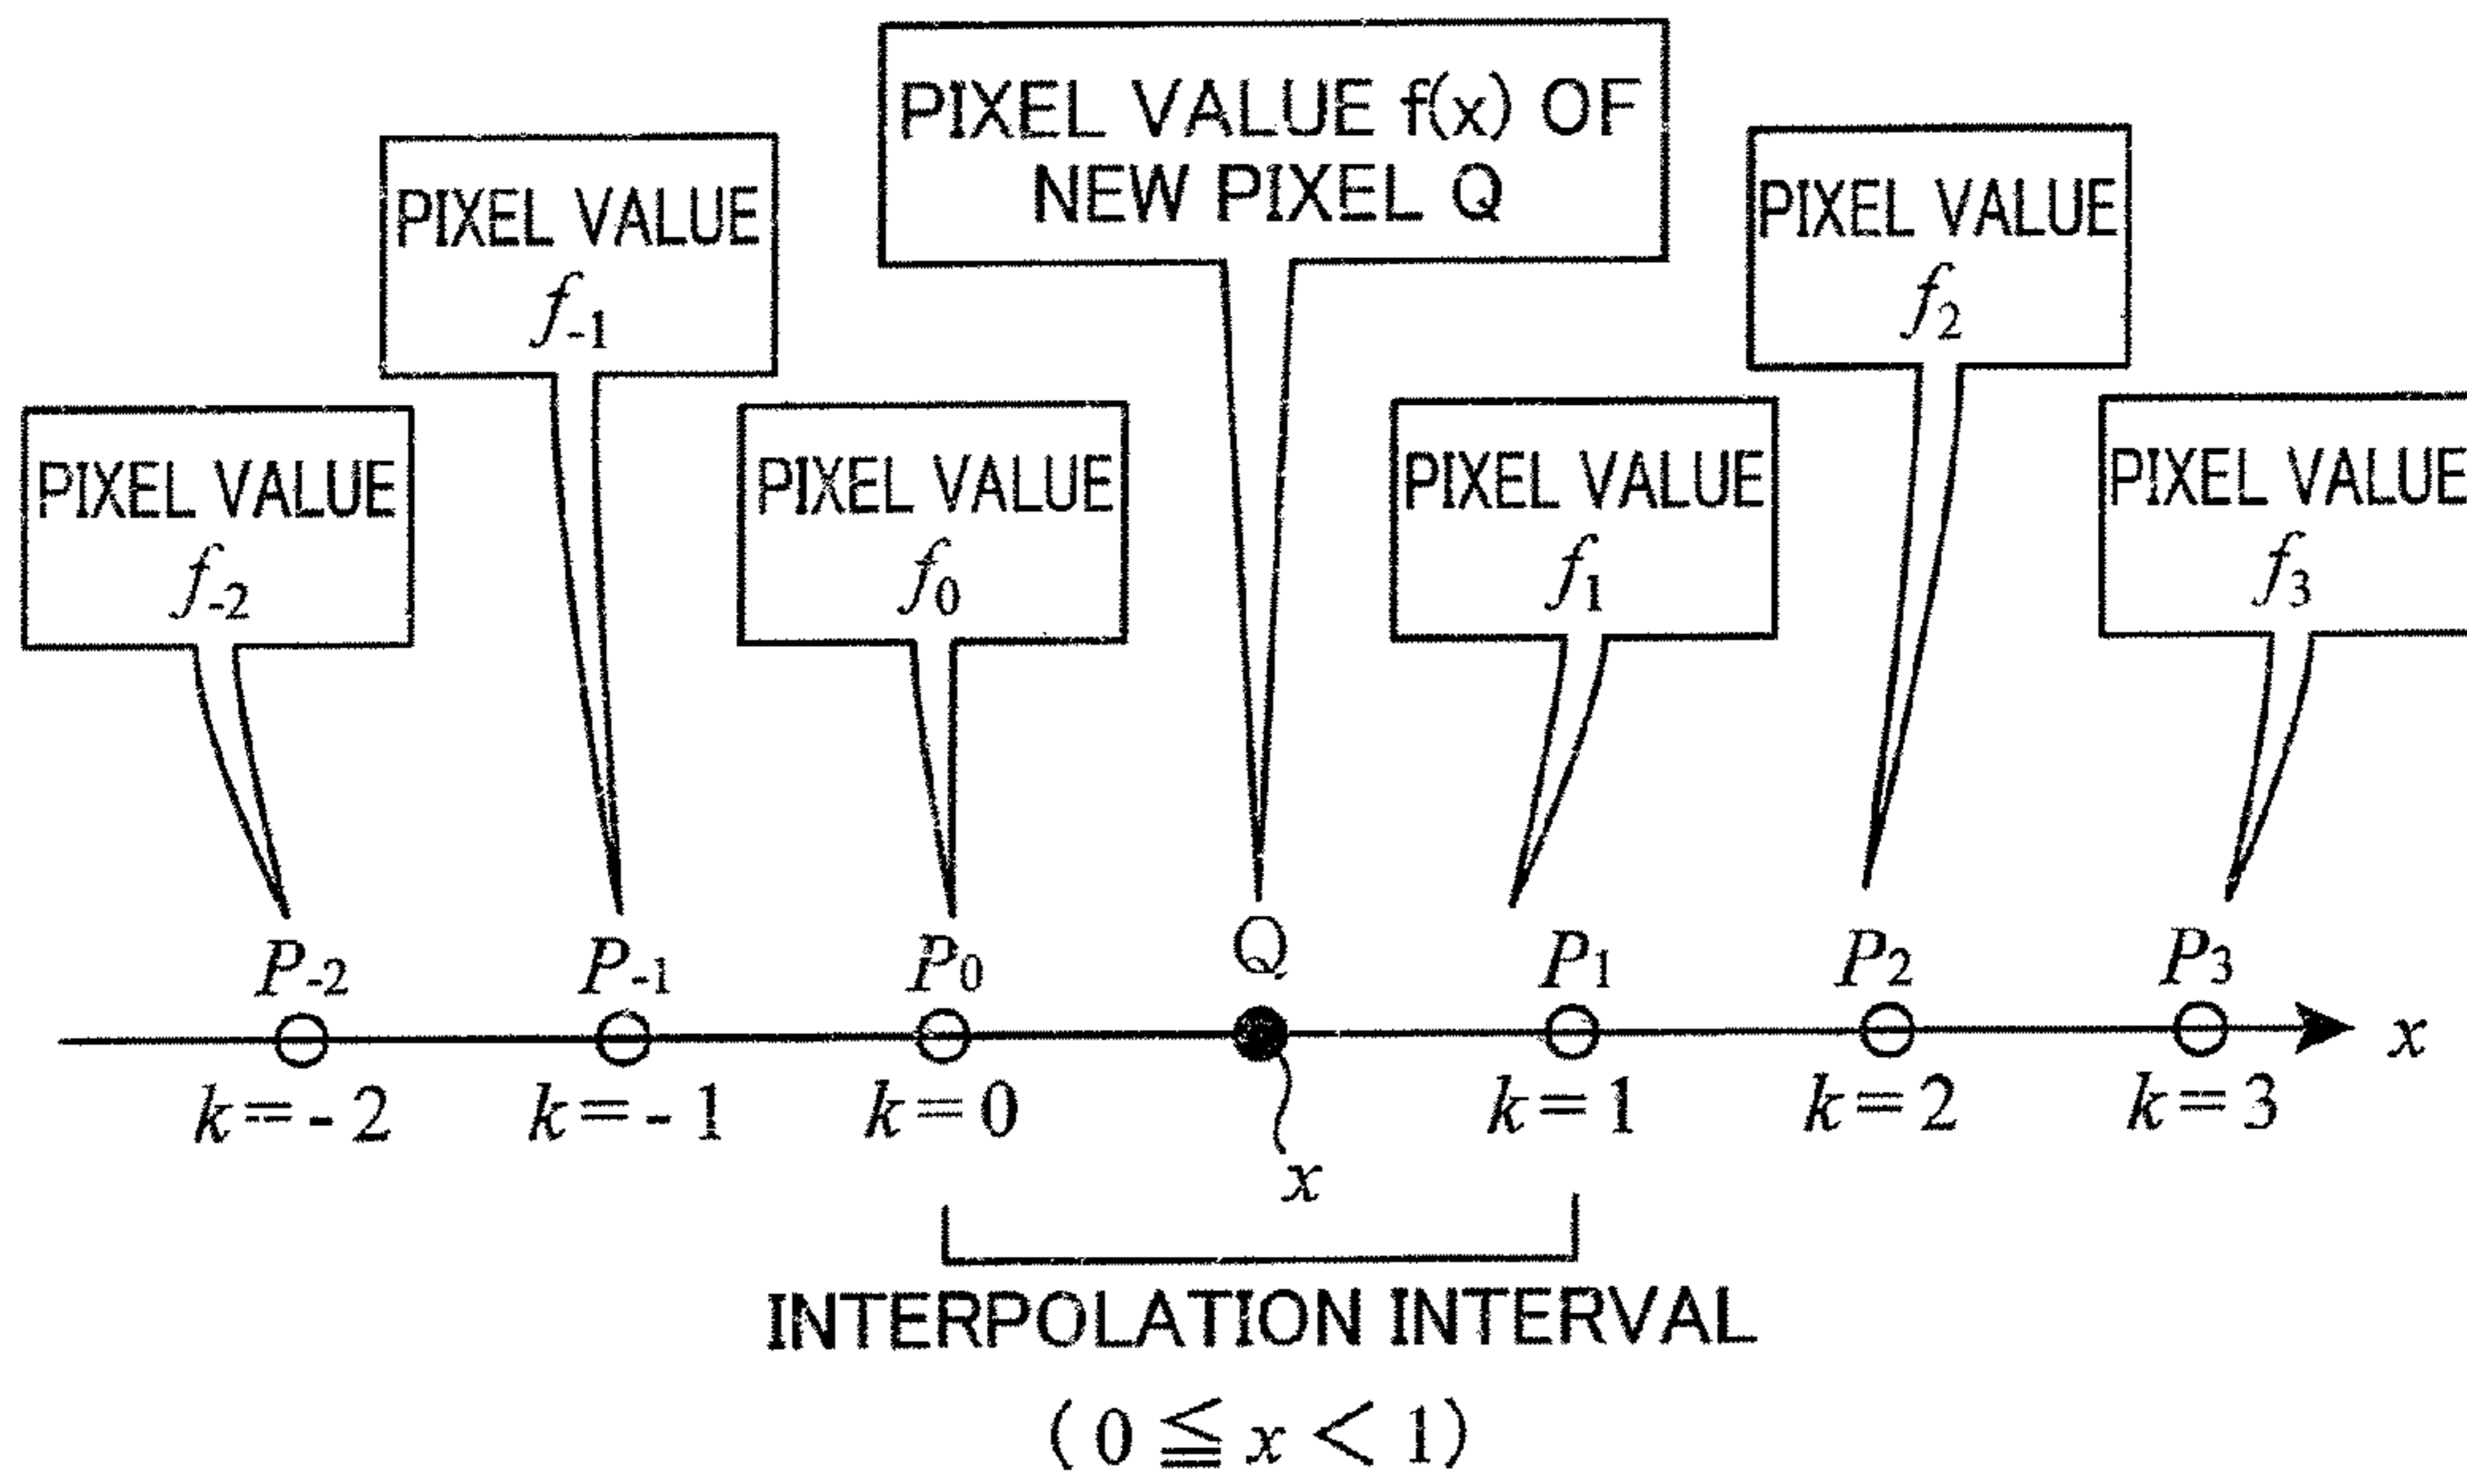 PIXEL VALUE f(x) OF
NEW PIXEL Q
PIXEL VALUE
f₋₁
PIXEL VALUE
f₂
PIXEL VALUE
f₋₂
PIXEL VALUE
f₀
PIXEL VALUE
f₁
PIXEL VALUE
f₃
P₋₂ P₋₁ P₀ Q P₁ P₂ P₃
x
k=-2 k=-1 k=0 k=1 k=2 k=3
x
INTERPOLATION INTERVAL
(0 ≦ x < 1)